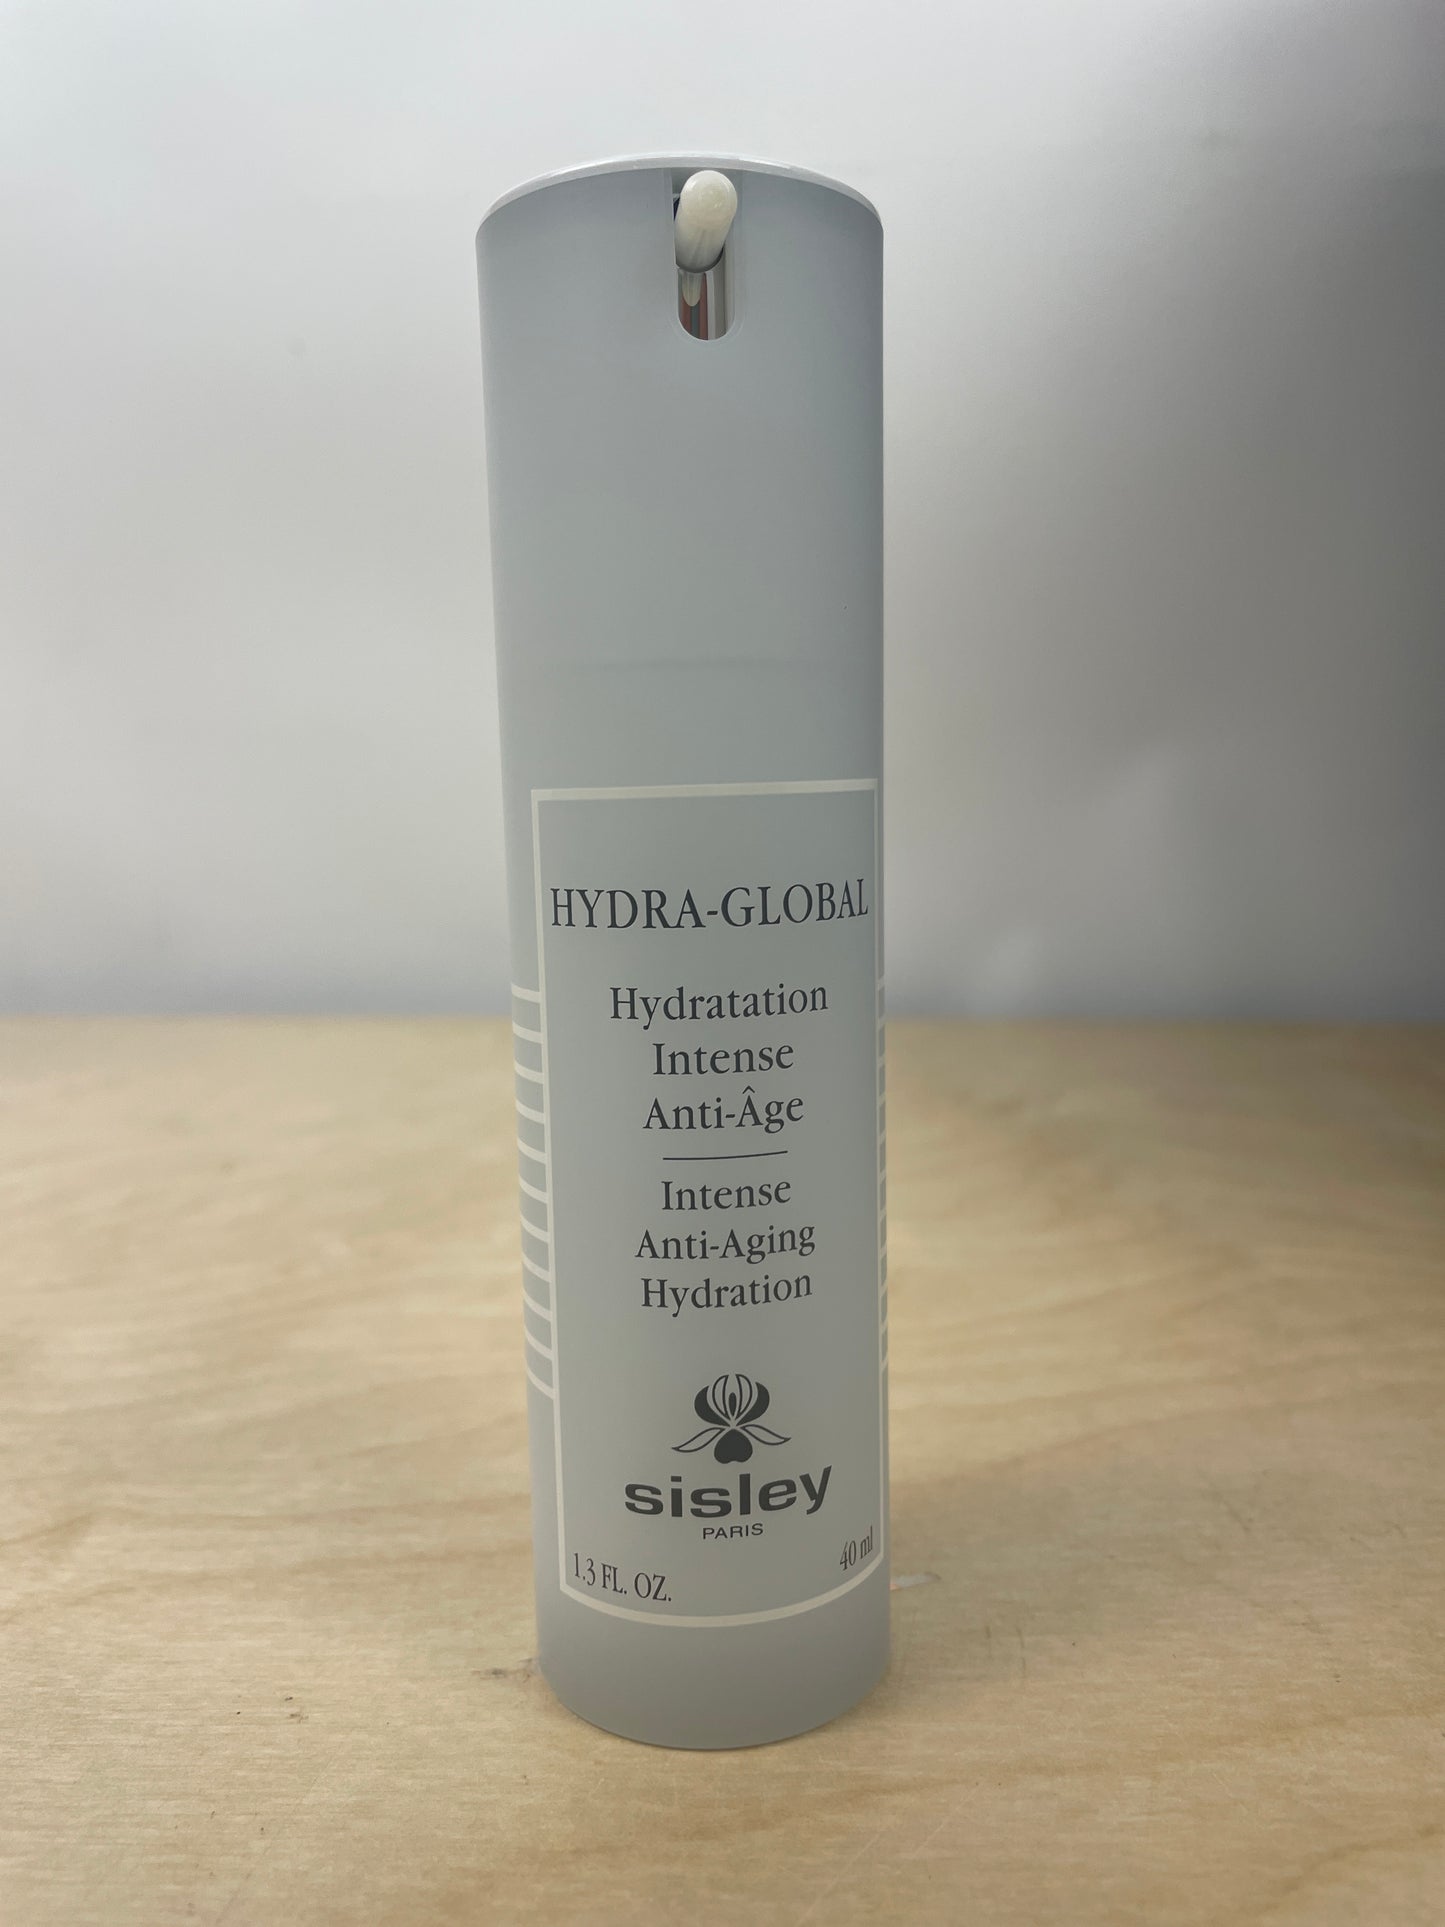 HYDRA-GLOBAL
Hydratation
Intense
Anti-Âge
Intense
Anti-Aging
Hydration
sisley
PARIS
1.3 FL. OZ. 40 ml